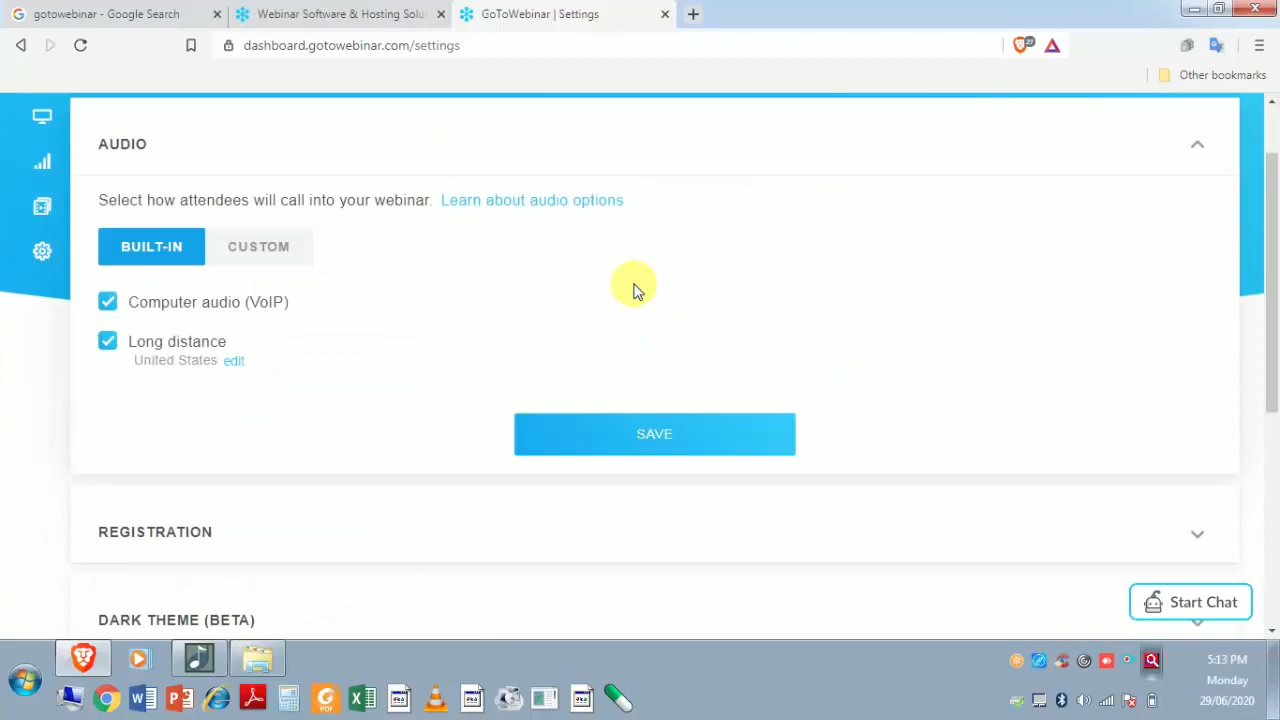 gotowebinar - Google Search
Webinar Software & Hosting Solu
GoToWebinar | Settings
dashboard.gotowebinar.com/settings
27
Other bookmarks
AUDIO
Select how attendees will call into your webinar. Learn about audio options
BUILT-IN
CUSTOM
Computer audio (VoIP)
Long distance
United States edit
SAVE
REGISTRATION
DARK THEME (BETA)
Start Chat
5:13 PM
Monday
29/06/2020
PDF